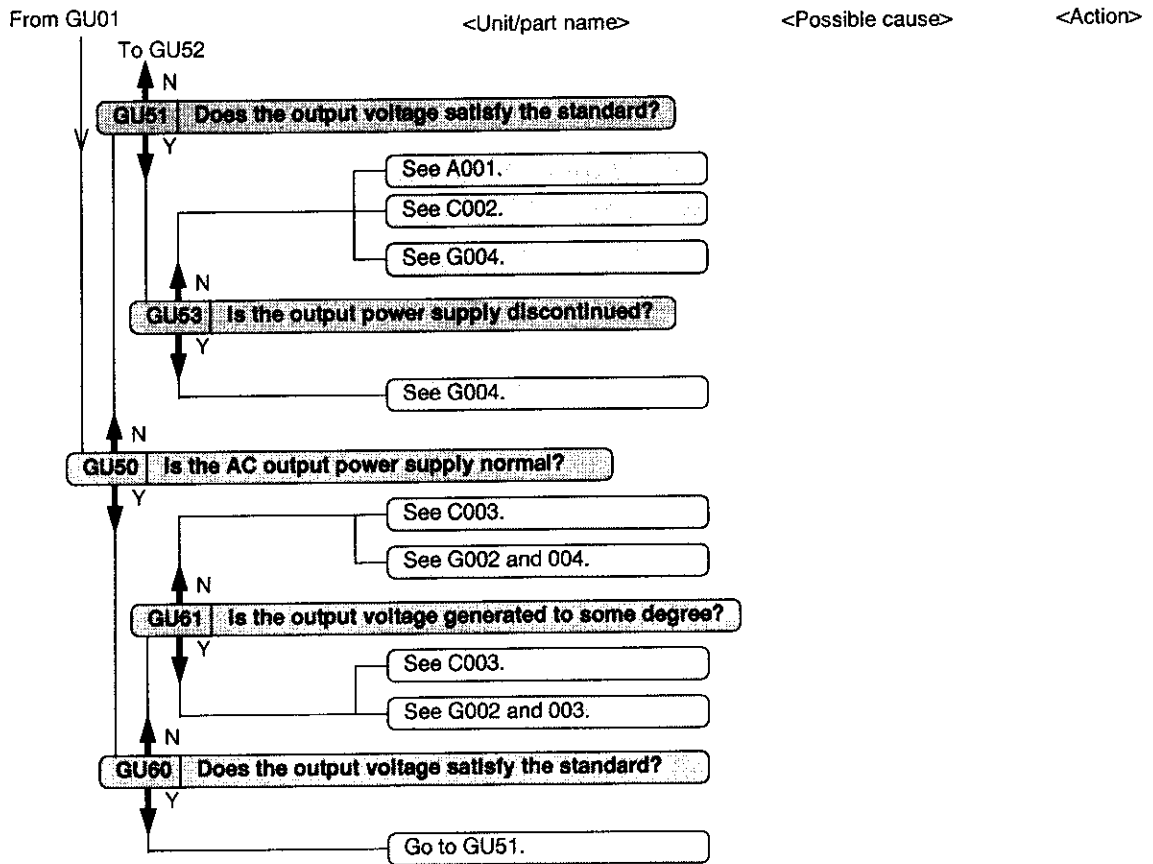 From GU01
<Unit/part name>
<Possible cause>
<Action>
To GU52
N
GU51 Does the output voltage satisfy the standard?
Y
See A001.
See C002.
See G004.
N
GU53 Is the output power supply discontinued?
Y
See G004.
N
GU50 Is the AC output power supply normal?
Y
See C003.
See G002 and 004.
N
GU61 Is the output voltage generated to some degree?
Y
See C003.
See G002 and 003.
N
GU60 Does the output voltage satisfy the standard?
Y
Go to GU51.